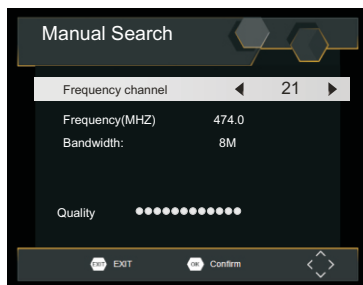 Manual Search
Frequency channel 21
Frequency(MHZ) 474.0
Bandwidth: 8M
Quality
EXIT EXIT OK Confirm